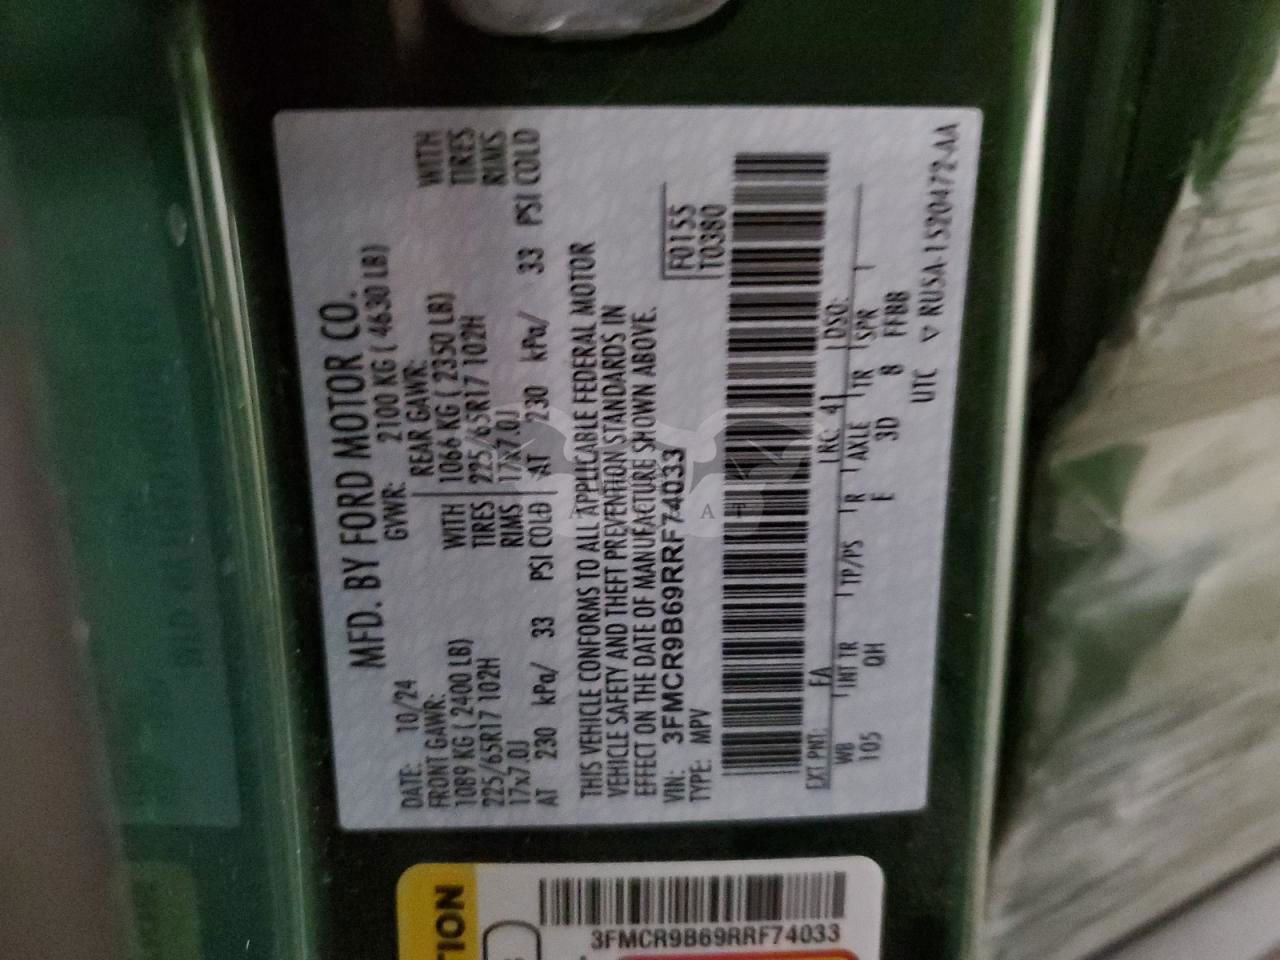 MFD. BY FORD MOTOR CO.
DATE: 10/24 GVWR: 2100 KG ( 4630 LB)
FRONT GAWR: REAR GAWR:
1089 KG ( 2400 LB) WITH 1066 KG ( 2350 LB) WITH
225/65R17 102H TIRES 225/65R17 102H TIRES
17x7.0J RIMS 17x7.0J RIMS
AT 230 kPa/ 33 PSI COLD AT 230 kPa/ 33 PSI COLD
THIS VEHICLE CONFORMS TO ALL APPLICABLE FEDERAL MOTOR
VEHICLE SAFETY AND THEFT PREVENTION STANDARDS IN
EFFECT ON THE DATE OF MANUFACTURE SHOWN ABOVE.
VIN: 3FMCR9B69RRF74033 F0155
TYPE: MPV T0380
EXT PNT: FA RC: 41 DSO:
WB INT TR TP/PS R AXLE TR SPR
105 QH E 3D 8 FFBB
UTC ▽ RUSA-1520472-AA
TION
3FMCR9B69RRF74033